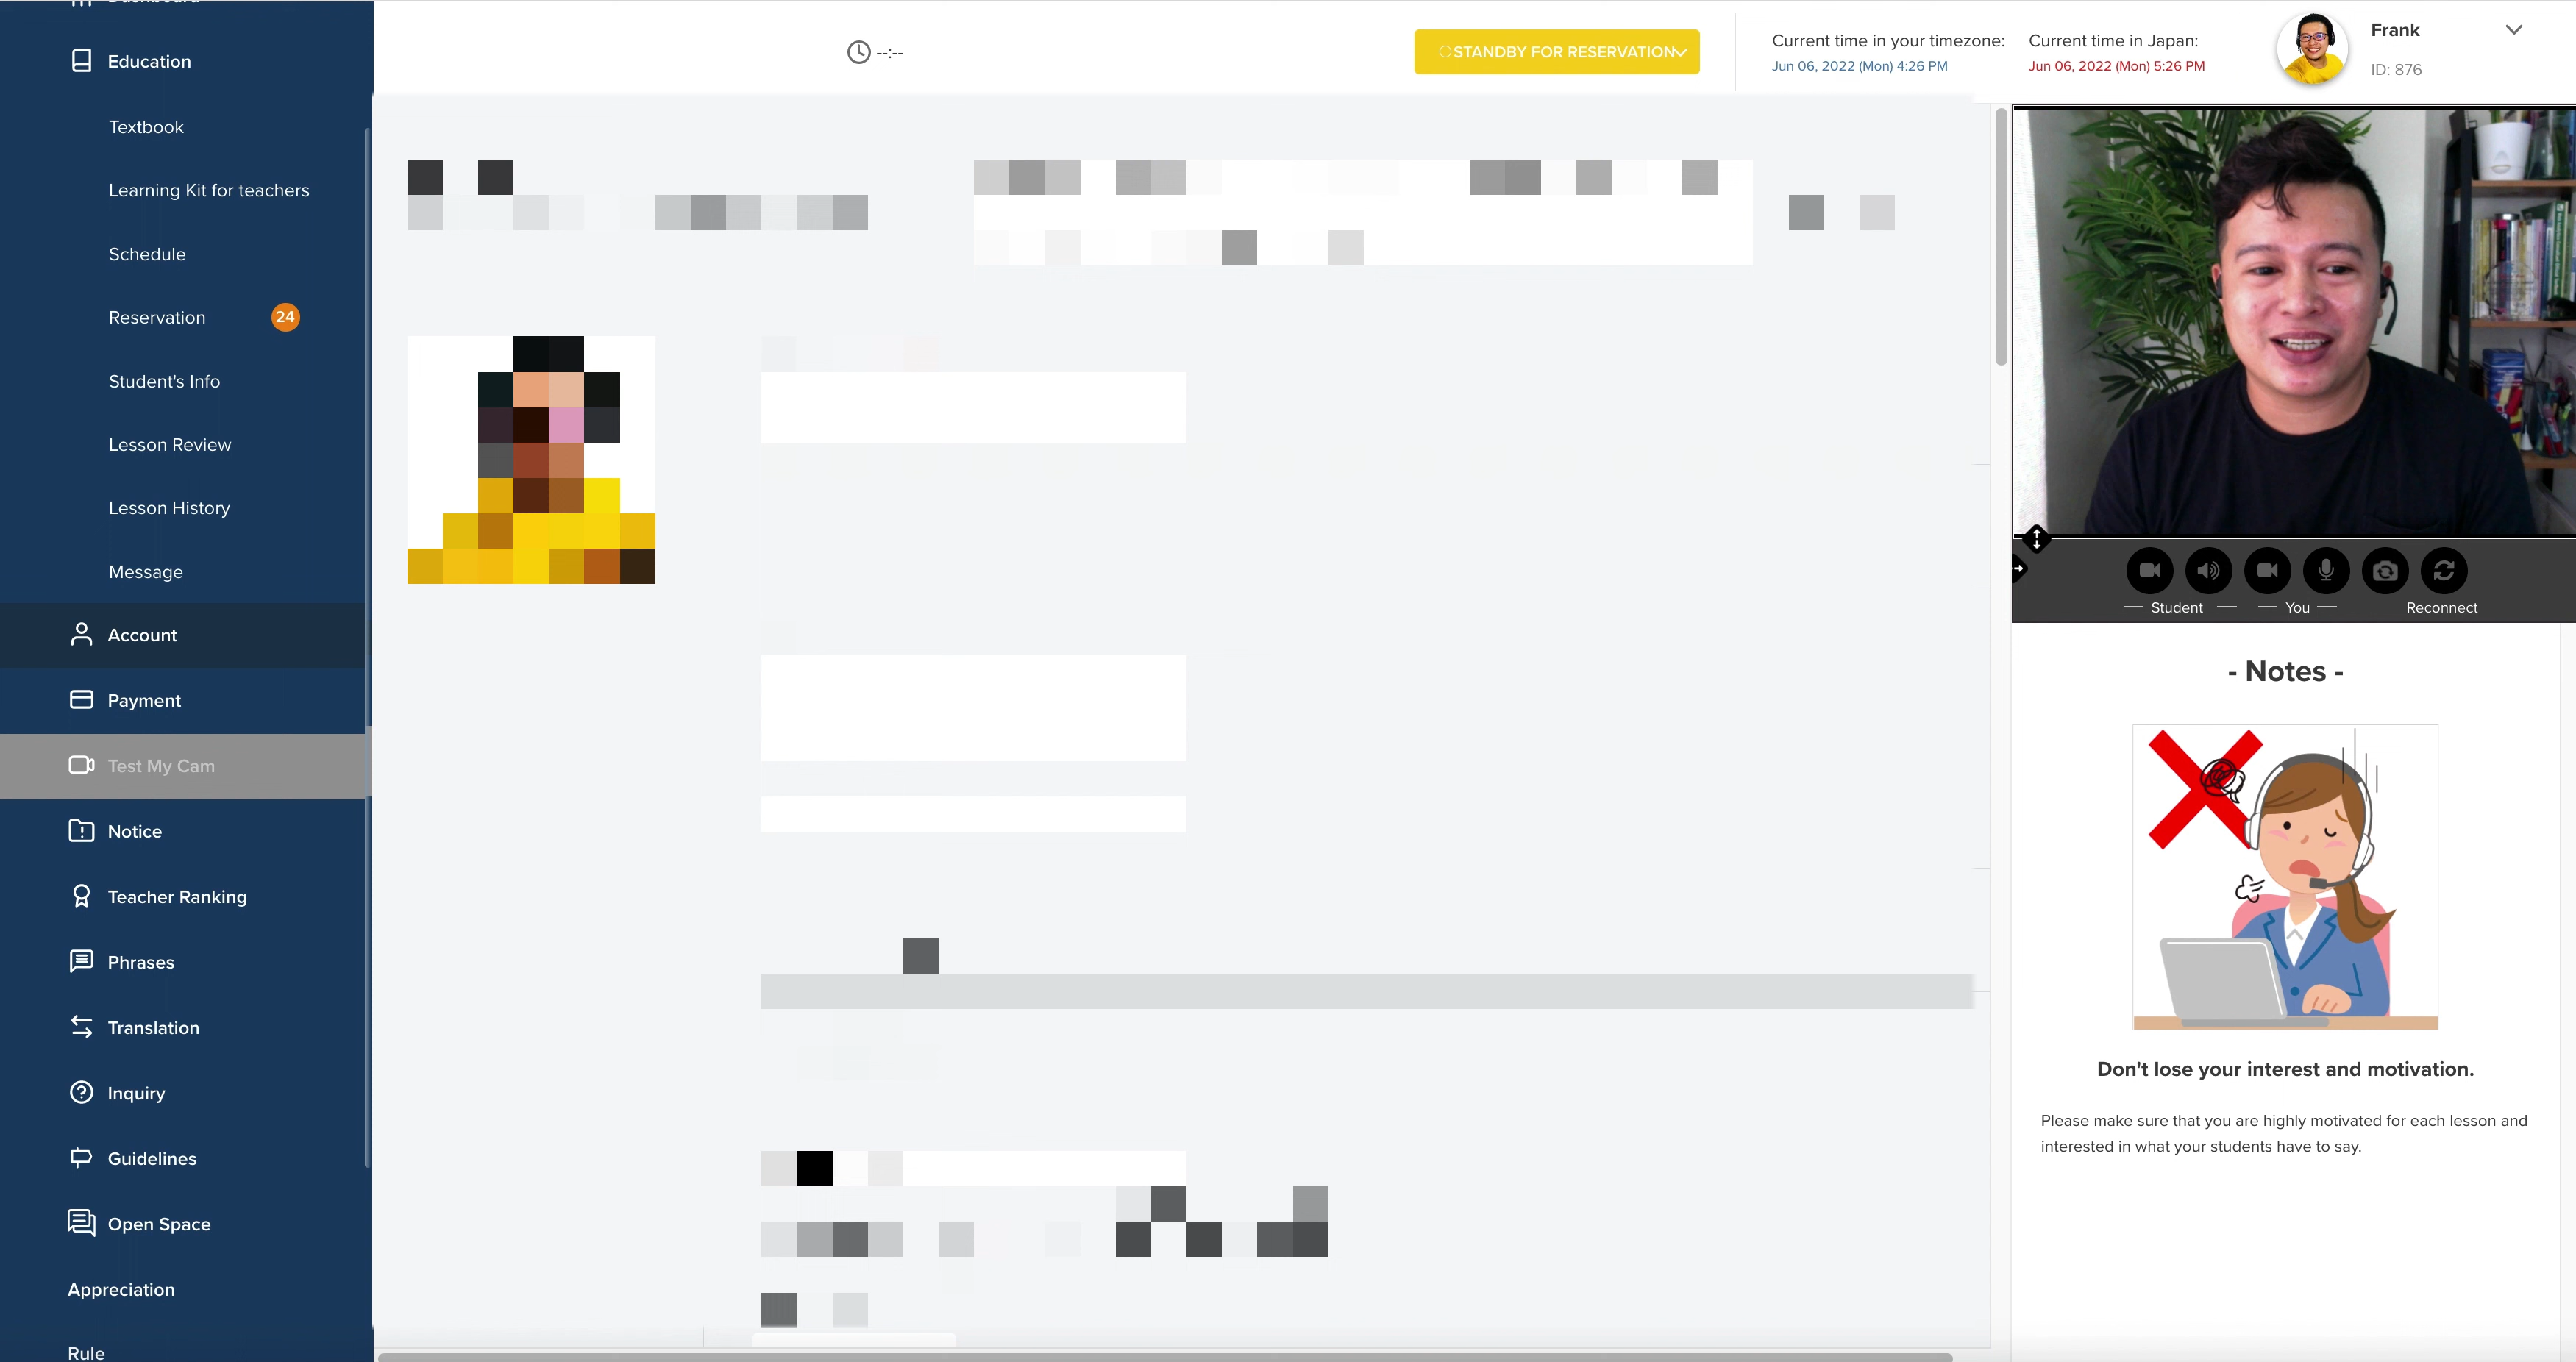 Education
Textbook
Learning Kit for teachers
Schedule
Reservation 24
Student's Info
Lesson Review
Lesson History
Message
Account
Payment
Test My Cam
Notice
Teacher Ranking
Phrases
Translation
Inquiry
Guidelines
Open Space
Appreciation
Rule
--:--
STANDBY FOR RESERVATION
Current time in your timezone:
Jun 06, 2022 (Mon) 4:26 PM
Current time in Japan:
Jun 06, 2022 (Mon) 5:26 PM
Frank
ID: 876
Student
You
Reconnect
- Notes -
Don't lose your interest and motivation.
Please make sure that you are highly motivated for each lesson and
interested in what your students have to say.